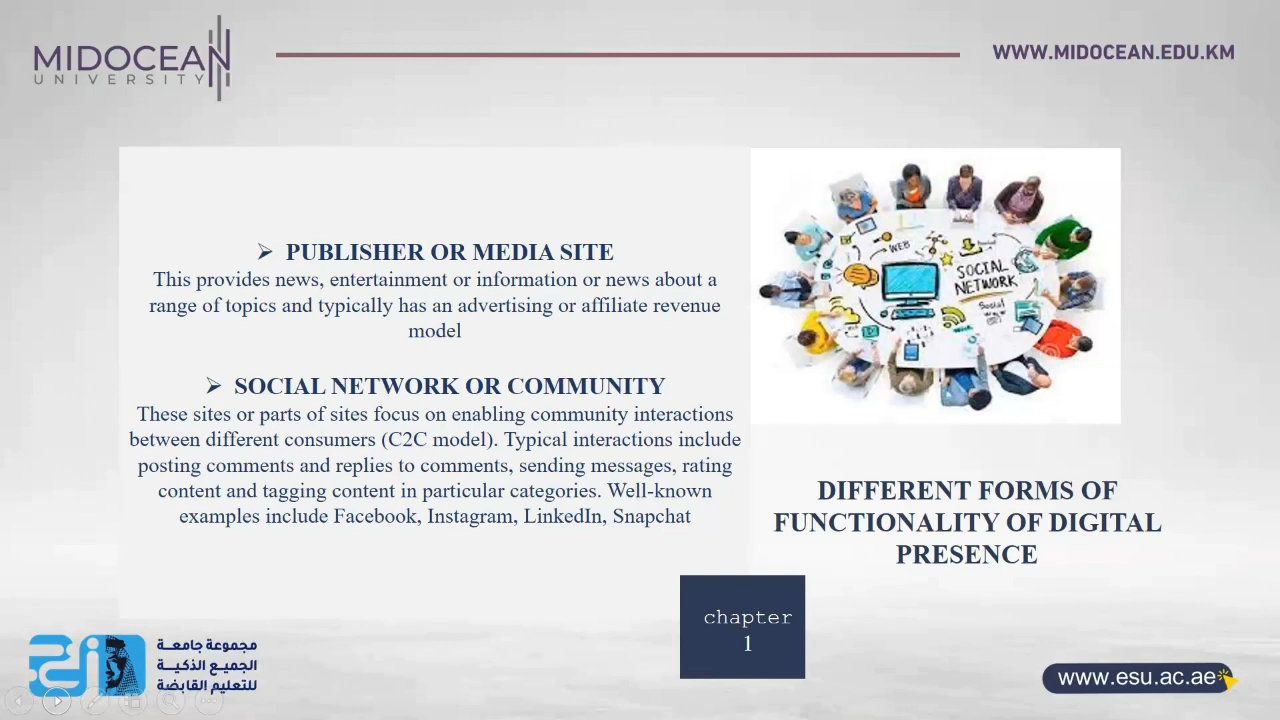 MIDOCEAN
UNIVERSITY
WWW.MIDOCEAN.EDU.KM
➢ PUBLISHER OR MEDIA SITE
This provides news, entertainment or information or news about a
range of topics and typically has an advertising or affiliate revenue
model
➢ SOCIAL NETWORK OR COMMUNITY
These sites or parts of sites focus on enabling community interactions
between different consumers (C2C model). Typical interactions include
posting comments and replies to comments, sending messages, rating
content and tagging content in particular categories. Well-known
examples include Facebook, Instagram, LinkedIn, Snapchat
WEB
SOCIAL
NETWORK
Social
DIFFERENT FORMS OF
FUNCTIONALITY OF DIGITAL
PRESENCE
chapter
1
مجموعة جامعة
الجميع الذكية
للتعليم القابضة
www.esu.ac.ae